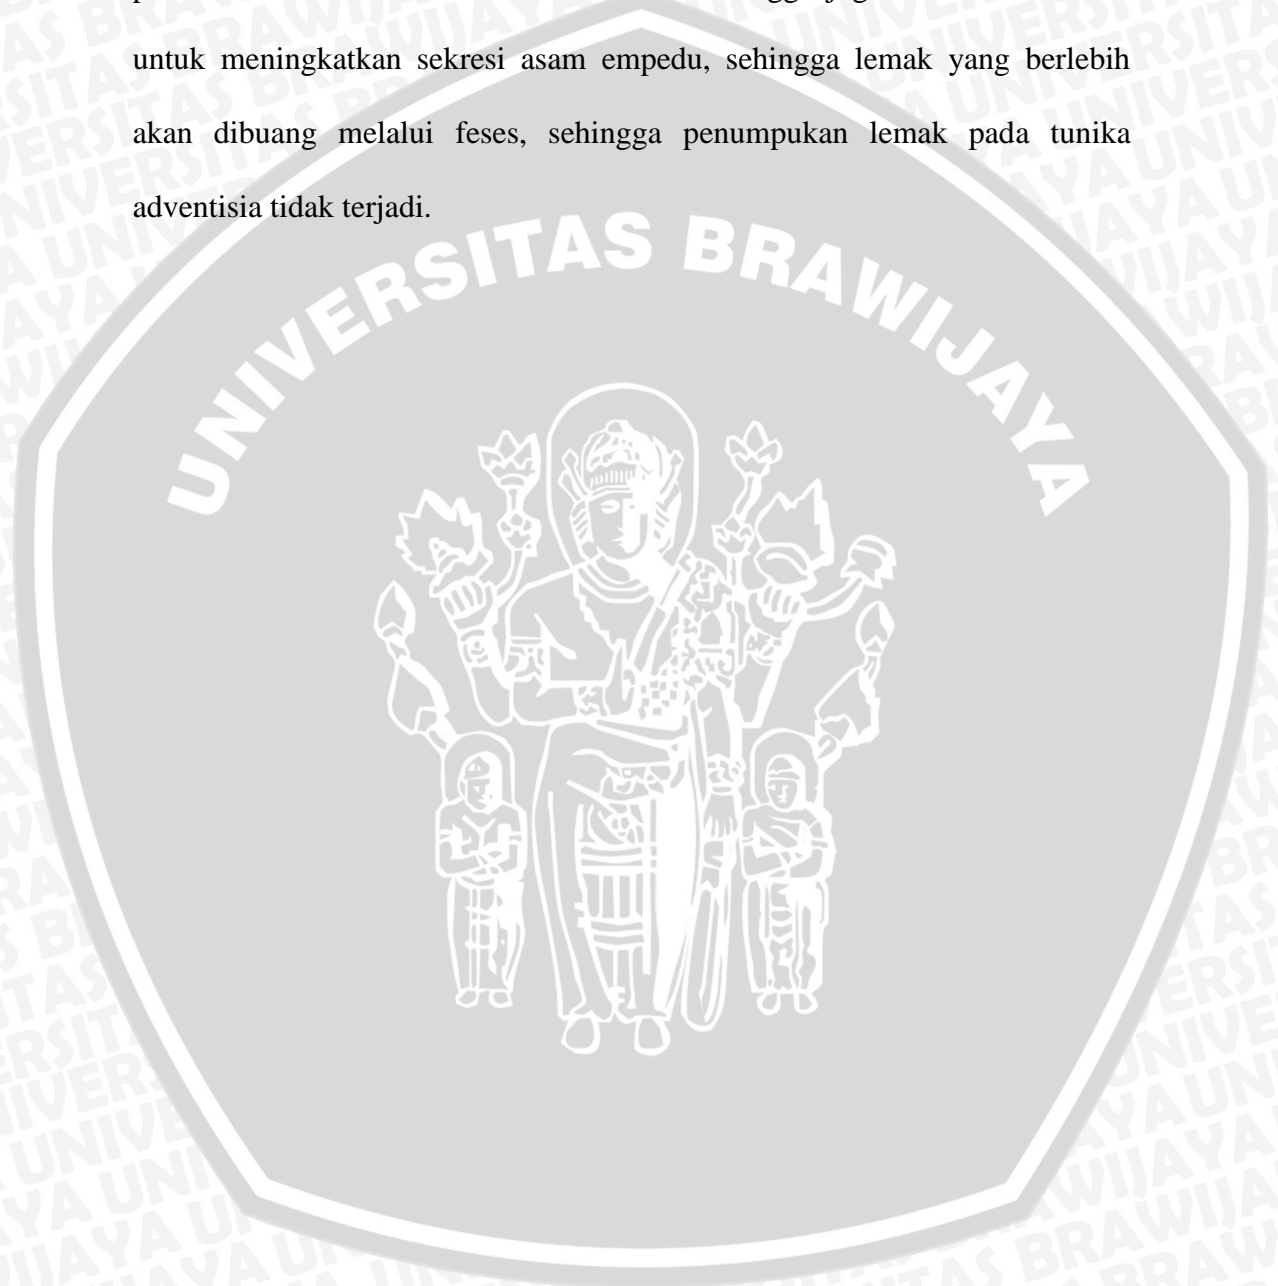 untuk meningkatkan sekresi asam empedu, sehingga lemak yang berlebih
akan dibuang melalui feses, sehingga penumpukan lemak pada tunika
adventisia tidak terjadi.
UNIVERSITAS BRAWIJAYA